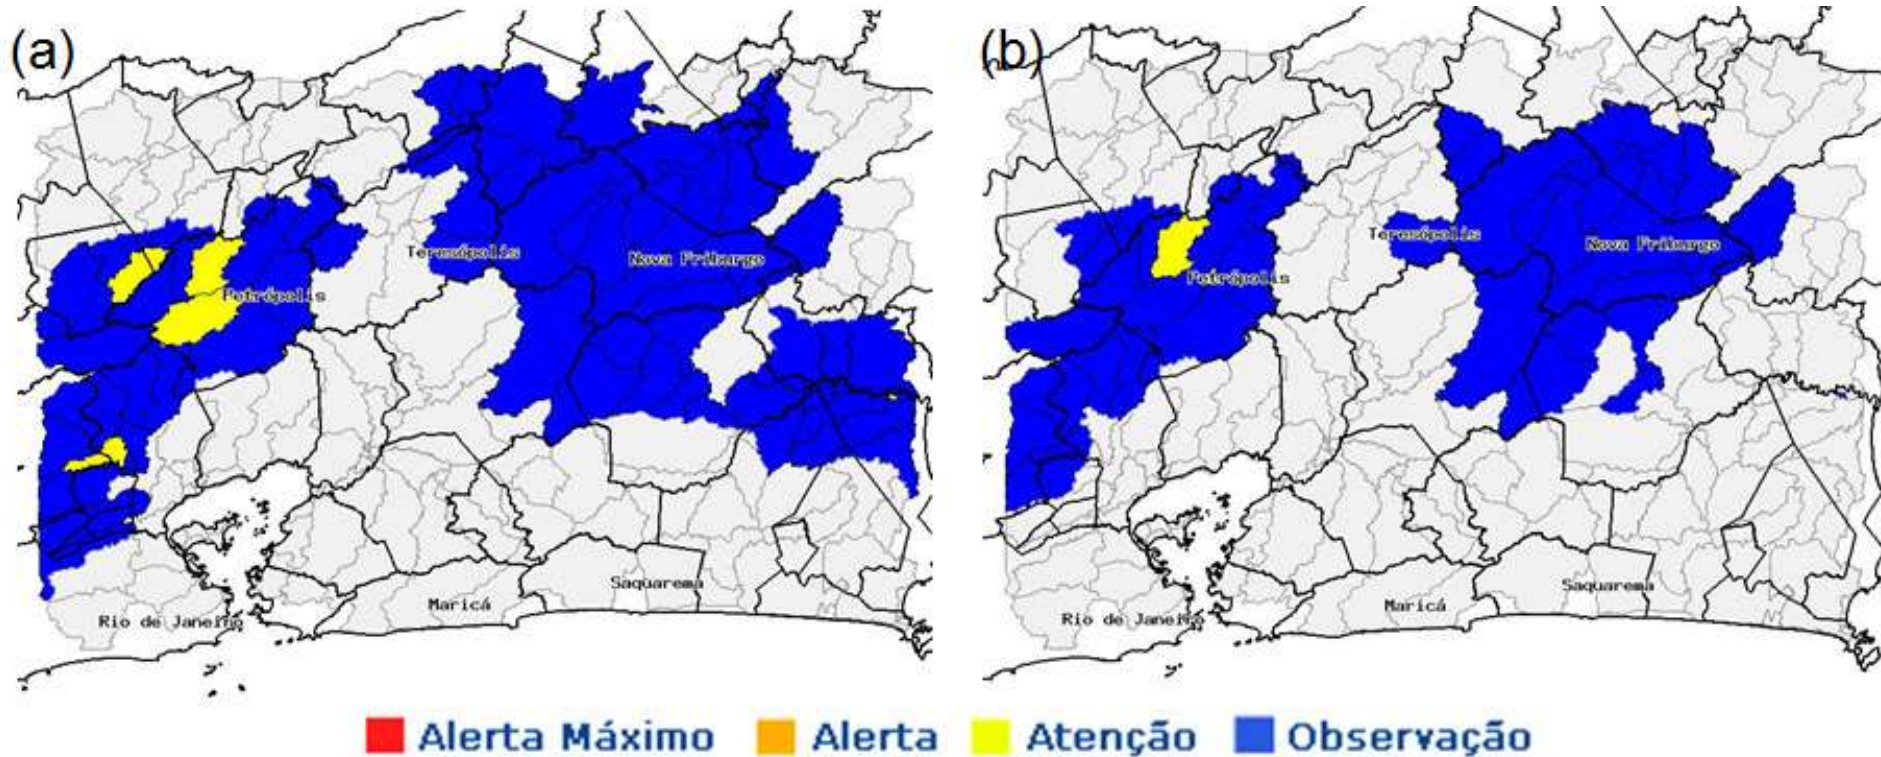 (a)
(b)
Teresópolis
Nova Friburgo
Petrópolis
Saquarema
Maricá
Rio de Janeiro
Teresópolis
Nova Friburgo
Petrópolis
Saquarema
Maricá
Rio de Janeiro
Alerta Máximo Alerta Atenção Observação